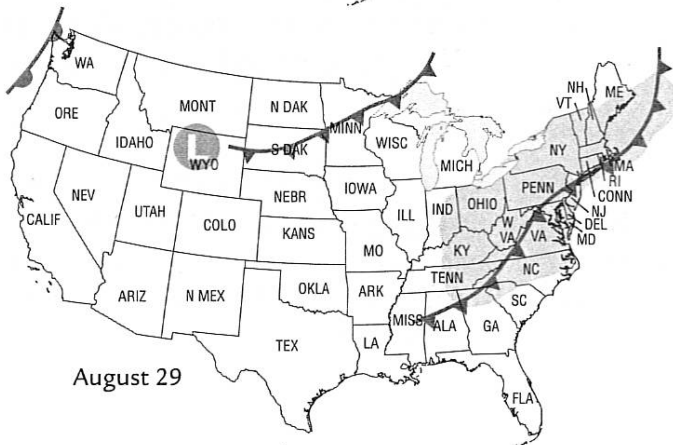 WA
MONT
N DAK
MINN
ORE
IDAHO
L
WYO
S DAK
WISC
MICH
NH
VT
ME
NY
MA
RI
CONN
NEV
UTAH
NEBR
IOWA
PENN
NJ
DEL
MD
CALIF
COLO
KANS
ILL
IND
OHIO
W
VA
VA
MO
KY
ARIZ
N MEX
OKLA
ARK
TENN
NC
SC
MISS
ALA
GA
TEX
LA
FLA
August 29